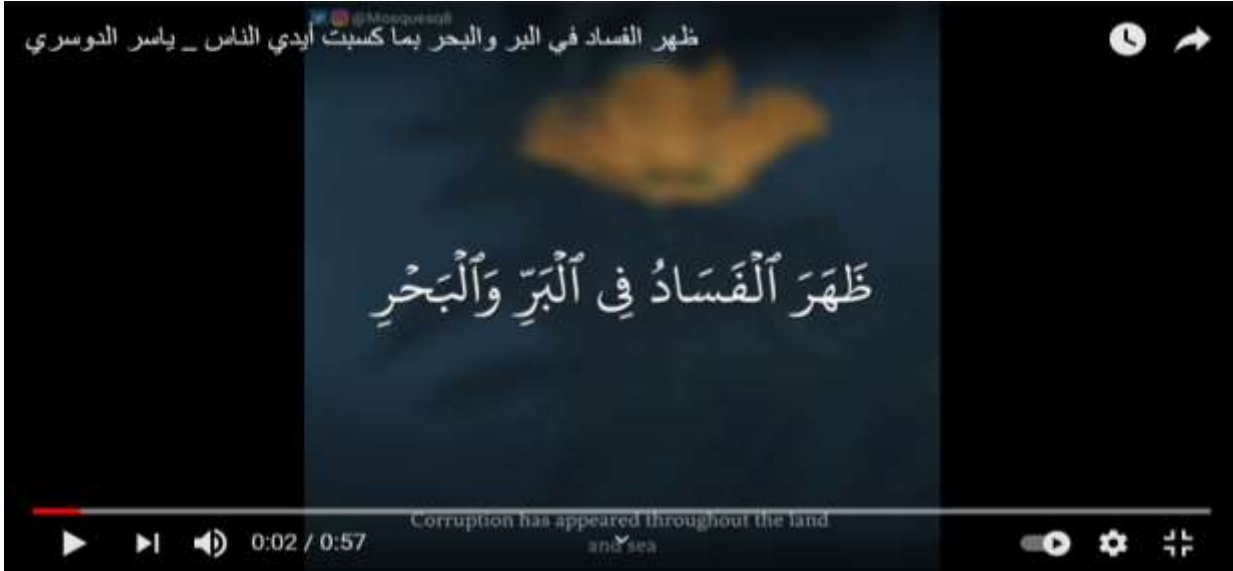 @Mosquesq8
ظهر الفساد في البر والبحر بما كسبت أيدي الناس _ ياسر الدوسري
ظَهَرَ ٱلْفَسَادُ فِى ٱلْبَرِّ وَٱلْبَحْرِ
Corruption has appeared throughout the land
and sea
0:02 / 0:57